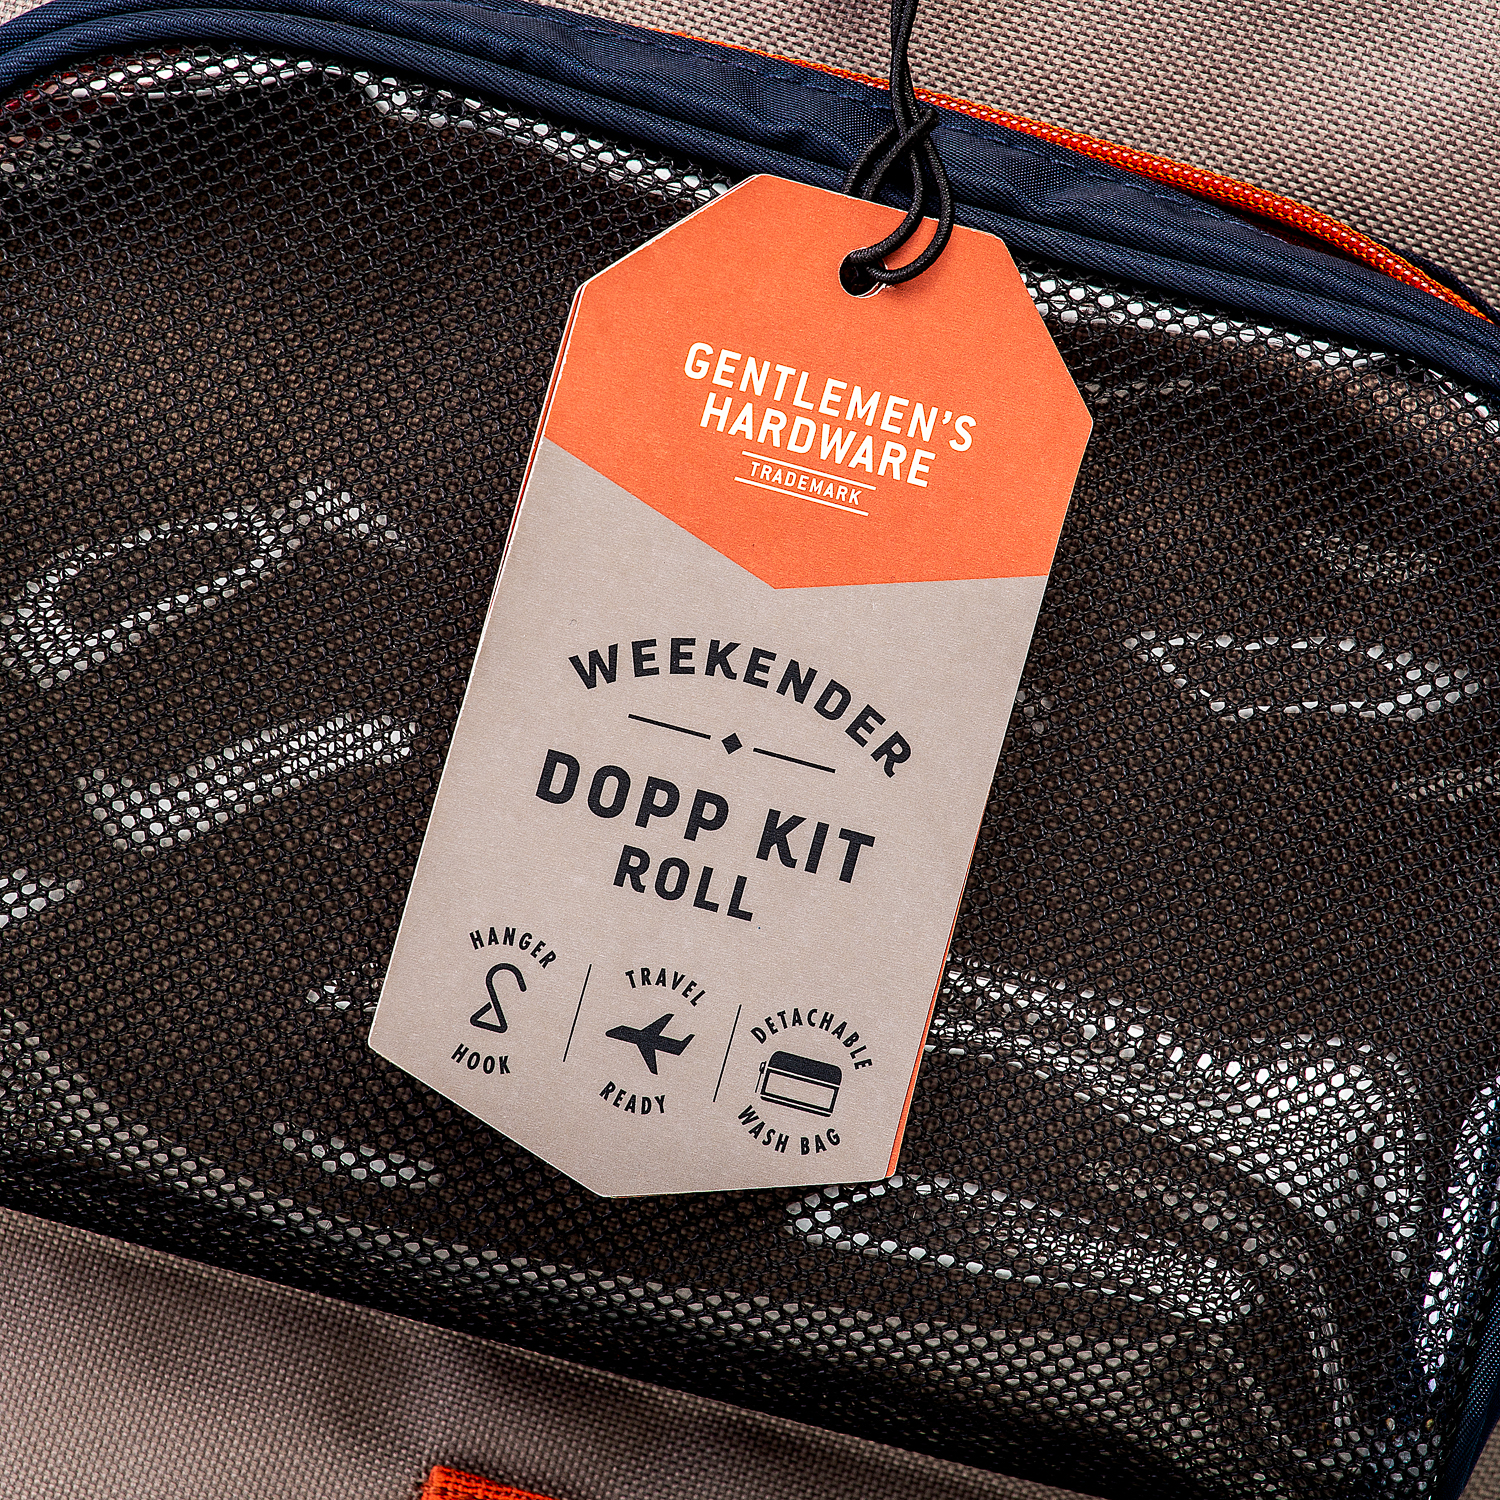 GENTLEMEN'S
HARDWARE
TRADEMARK
WEEKENDER
DOPP KIT
ROLL
HANGER
HOOK
TRAVEL
READY
DETACHABLE
WASH BAG